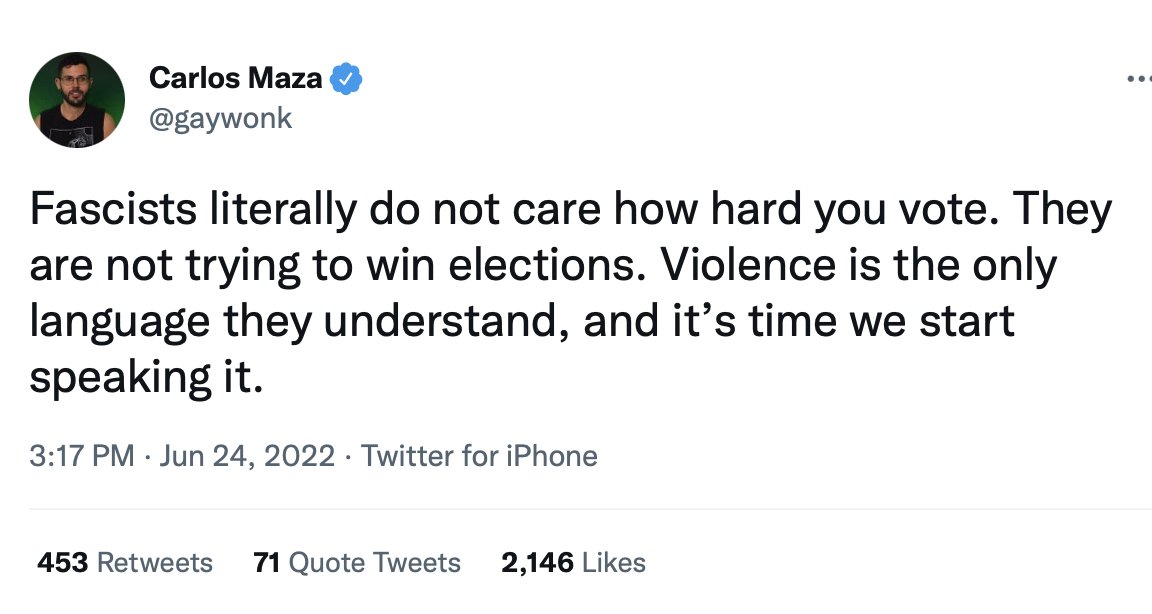 Carlos Maza
@gaywonk
Fascists literally do not care how hard you vote. They
are not trying to win elections. Violence is the only
language they understand, and it’s time we start
speaking it.
3:17 PM · Jun 24, 2022 · Twitter for iPhone
453 Retweets 71 Quote Tweets 2,146 Likes